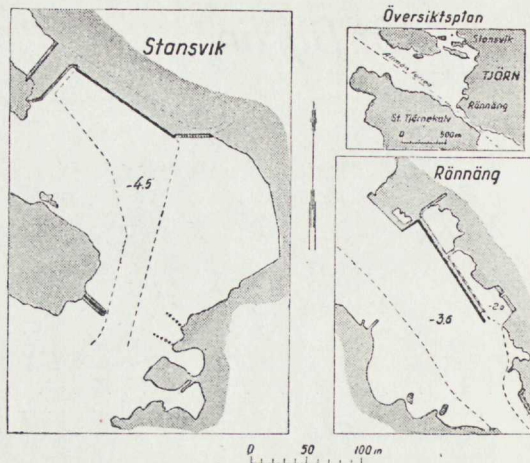 Översiktsplan
Stansvik
Stansvik
TJÖRN
Rönnäng
St. Tjörnekalv
0 500m
Rönnäng
-4.5
-3.6
-2.0
0 50 100 m